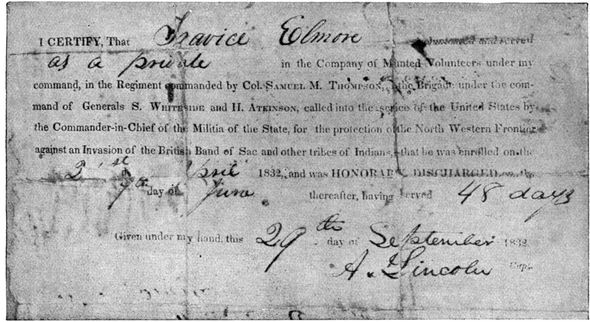 I CERTIFY, That Travice Elmore volunteered and served
as a private in the Company of Mounted Volunteers under my
command, in the Regiment commanded by Col. SAMUEL M. THOMPSON, in the Brigade under the com-
mand of Generals S. WHITESIDE and H. ATKINSON, called into the service of the United States by
the Commander-in-Chief of the Militia of the State, for the protection of the North Western Frontier
against an Invasion of the British Band of Sac and other tribes of Indians, that he was enrolled on the
21st April 1832, and was HONORABLY DISCHARGED on the
7th day of June thereafter, having served 48 days
Given under my hand, this 29th day of September 1832.
A. Lincoln Capt.